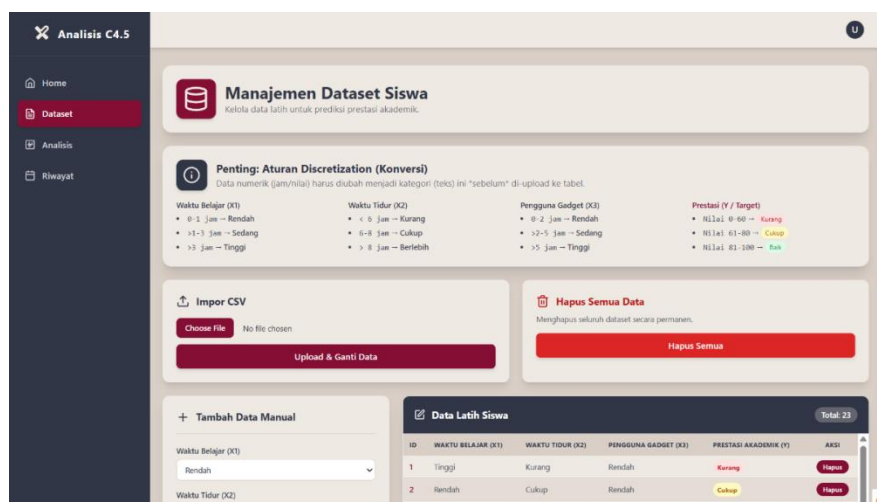 Analisis C4.5
U
Home
Dataset
Analisis
Riwayat
Manajemen Dataset Siswa
Kelola data latih untuk prediksi prestasi akademik.
Penting: Aturan Discretization (Konversi)
Data numerik (jam/nilai) harus diubah menjadi kategori (teks) ini *sebelum* di-upload ke tabel.
Waktu Belajar (X1)
• 0-1 jam → Rendah
• >1-3 jam → Sedang
• >3 jam → Tinggi
Waktu Tidur (X2)
• < 6 jam → Kurang
• 6-8 jam → Cukup
• > 8 jam → Berlebih
Pengguna Gadget (X3)
• 0-2 jam → Rendah
• >2-5 jam → Sedang
• >5 jam → Tinggi
Prestasi (Y / Target)
• Nilai 0-60 → Kurang
• Nilai 61-80 → Cukup
• Nilai 81-100 → Baik
Impor CSV
Choose File No file chosen
Upload & Ganti Data
Hapus Semua Data
Menghapus seluruh dataset secara permanen.
Hapus Semua
+ Tambah Data Manual
Waktu Belajar (X1)
Rendah
Waktu Tidur (X2)
Data Latih Siswa Total: 23
ID WAKTU BELAJAR (X1) WAKTU TIDUR (X2) PENGGUNA GADGET (X3) PRESTASI AKADEMIK (Y) AKSI
1 Tinggi Kurang Rendah Kurang Hapus
2 Rendah Cukup Rendah Cukup Hapus